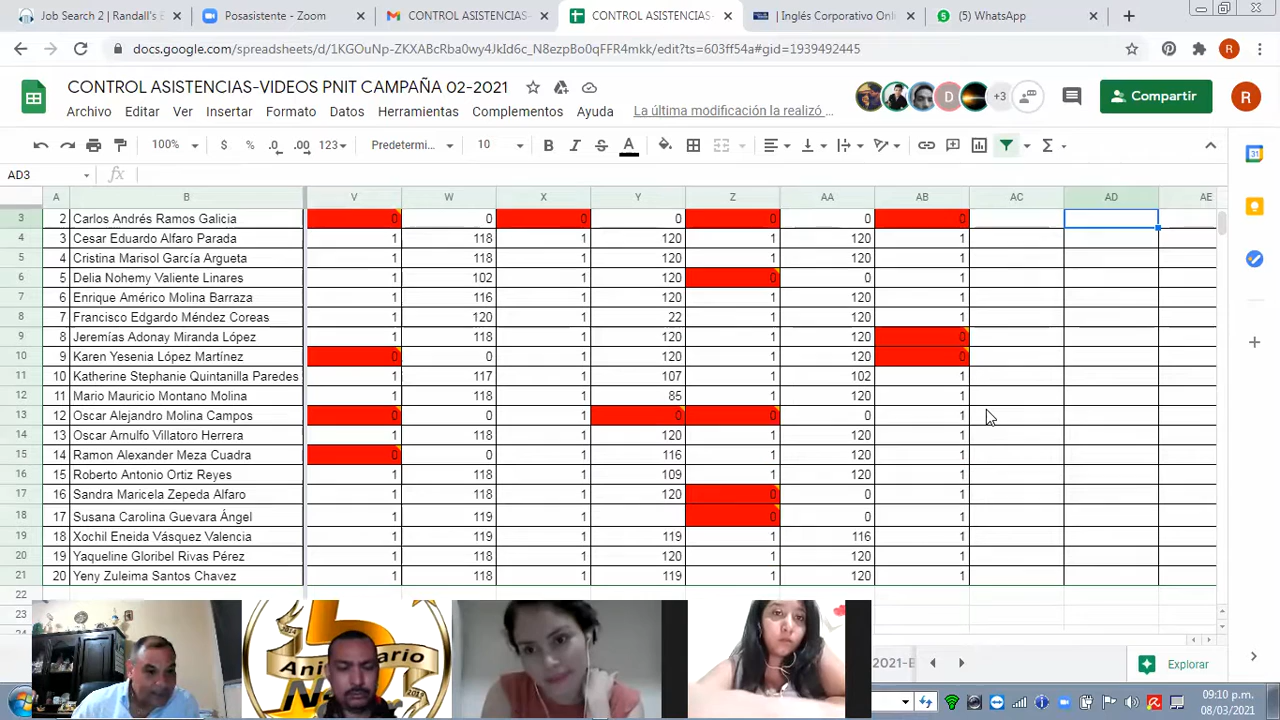 Jobsearch 2 | Randall's E
Posasistente - Zoom
CONTROL ASISTENCIAS-
CONTROL ASISTENCIAS-
| Inglés Corporativo Onl
(5) WhatsApp
docs.google.com/spreadsheets/d/1KGOuNp-ZKXABcRba0wy4JkId6c_N8ezpBo0qFFR4mkk/edit?ts=603ff54a#gid=1939492445
R
CONTROL ASISTENCIAS-VIDEOS PNIT CAMPAÑA 02-2021
D
+3
Compartir
R
Archivo Editar Ver Insertar Formato Datos Herramientas Complementos Ayuda La última modificación la realizó ...
100% $ % .0 .00 123 Predetermi... 10 B I S A Σ
AD3 fx
A B V W X Y Z AA AB AC AD AE
3 2 Carlos Andrés Ramos Galicia 0 0 0 0 0 0 0
4 3 Cesar Eduardo Alfaro Parada 1 118 1 120 1 120 1
5 4 Cristina Marisol García Argueta 1 118 1 120 1 120 1
6 5 Delia Nohemy Valiente Linares 1 102 1 120 0 0 1
7 6 Enrique Américo Molina Barraza 1 116 1 120 1 120 1
8 7 Francisco Edgardo Méndez Coreas 1 120 1 22 1 120 1
9 8 Jeremías Adonay Miranda López 1 118 1 120 1 120 0
10 9 Karen Yesenia López Martínez 0 0 1 120 1 120 0
11 10 Katherine Stephanie Quintanilla Paredes 1 117 1 107 1 102 1
12 11 Mario Mauricio Montano Molina 1 118 1 85 1 120 1
13 12 Oscar Alejandro Molina Campos 0 0 1 0 0 0 1
14 13 Oscar Arnulfo Villatoro Herrera 1 118 1 120 1 120 1
15 14 Ramon Alexander Meza Cuadra 0 0 1 116 1 120 1
16 15 Roberto Antonio Ortiz Reyes 1 118 1 109 1 120 1
17 16 Sandra Maricela Zepeda Alfaro 1 118 1 120 0 0 1
18 17 Susana Carolina Guevara Ángel 1 119 1 0 0 1
19 18 Xochil Eneida Vásquez Valencia 1 119 1 119 1 116 1
20 19 Yaqueline Gloribel Rivas Pérez 1 118 1 120 1 120 1
21 20 Yeny Zuleima Santos Chavez 1 118 1 119 1 120 1
22
23
24
5
Aniversario
2021-E
Explorar
09:10 p.m.
08/03/2021